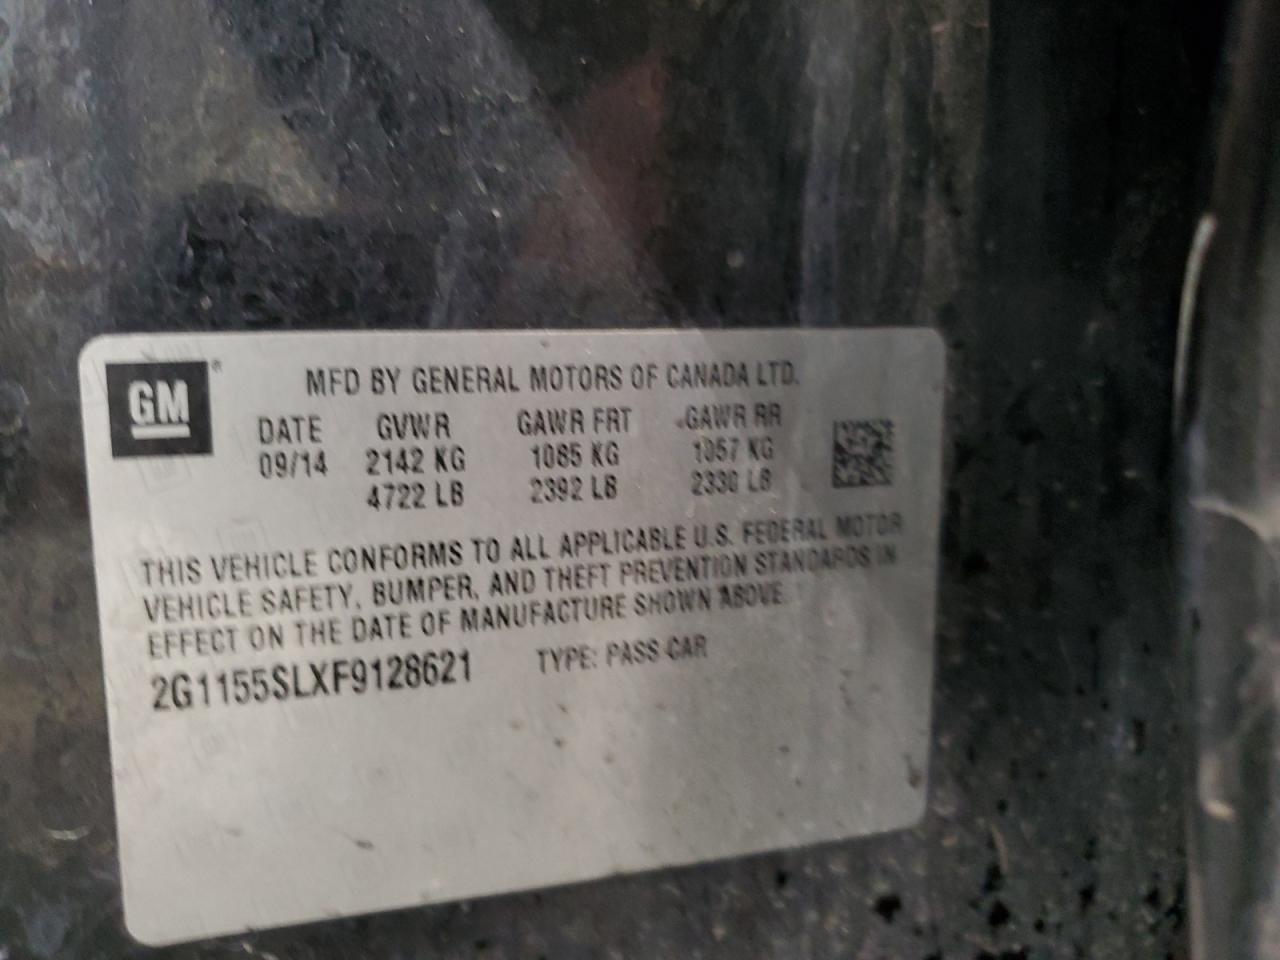 GM
MFD BY GENERAL MOTORS OF CANADA LTD.
DATE GVWR GAWR FRT GAWR RR
09/14 2142 KG 1085 KG 1057 KG
4722 LB 2392 LB 2330 LB
THIS VEHICLE CONFORMS TO ALL APPLICABLE U.S. FEDERAL MOTOR
VEHICLE SAFETY, BUMPER, AND THEFT PREVENTION STANDARDS IN
EFFECT ON THE DATE OF MANUFACTURE SHOWN ABOVE.
2G1155SLXF9128621 TYPE: PASS CAR